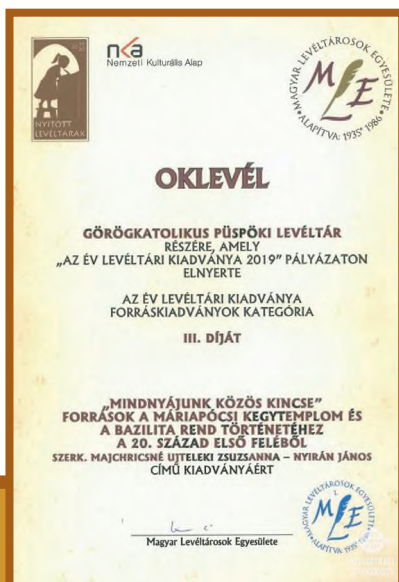 NYITOTT
LEVÉLTÁRAK
nka
Nemzeti Kulturális Alap
MAGYAR LEVÉLTÁROSOK EGYESÜLETE
MLE
ALAPÍTVA: 1935* 1986
OKLEVÉL
GÖRÖGKATOLIKUS PÜSPÖKI LEVÉLTÁR
RÉSZÉRE, AMELY
„AZ ÉV LEVÉLTÁRI KIADVÁNYA 2019” PÁLYÁZATON
ELNYERTE
AZ ÉV LEVÉLTÁRI KIADVÁNYA
FORRÁSKIADVÁNYOK KATEGÓRIA
III. DÍJÁT
„MINDNYÁJUNK KÖZÖS KINCSE”
FORRÁSOK A MÁRIAPÓCSI KEGYTEMPLOM ÉS
A BAZILITA REND TÖRTÉNETÉHEZ
A 20. SZÁZAD ELSŐ FELÉBŐL
SZERK. MAJCHRICSNÉ UJTELEKI ZSUZSANNA – NYIRÁN JÁNOS
CÍMŰ KIADVÁNYÁÉRT
Magyar Levéltárosok Egyesülete
MAGYAR LEVÉLTÁROSOK EGYESÜLETE
1.
MLE
ALAPÍTVA 1935* 1986